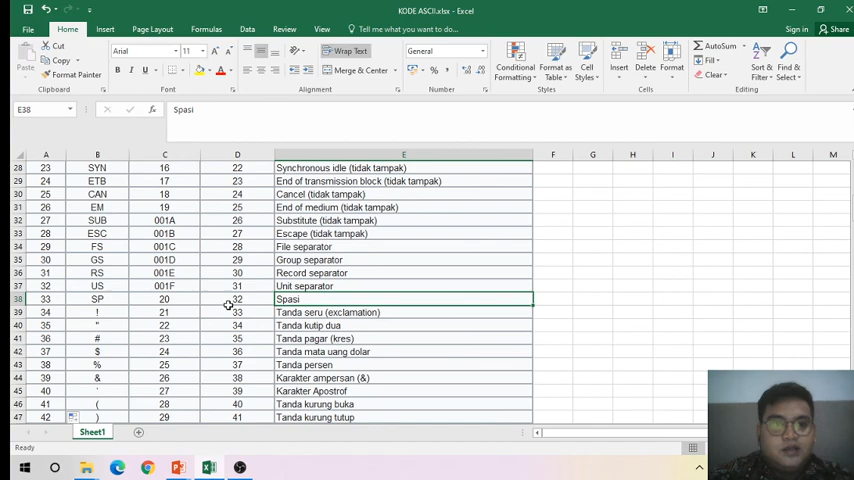 KODE ASCII.xlsx - Excel
File Home Insert Page Layout Formulas Data Review View Tell me what you want to do... Sign in Share
Cut
Copy
Format Painter
Paste
Clipboard
Arial 11
B I U
Font
Wrap Text
Merge & Center
Alignment
General
Number
Conditional Formatting
Format as Table
Cell Styles
Styles
Insert Delete Format
Cells
AutoSum
Fill
Clear
Sort & Filter
Find & Select
Editing
E38 fx Spasi
A B C D E F G H I J K L M
28 23 SYN 16 22 Synchronous idle (tidak tampak)
29 24 ETB 17 23 End of transmission block (tidak tampak)
30 25 CAN 18 24 Cancel (tidak tampak)
31 26 EM 19 25 End of medium (tidak tampak)
32 27 SUB 001A 26 Substitute (tidak tampak)
33 28 ESC 001B 27 Escape (tidak tampak)
34 29 FS 001C 28 File separator
35 30 GS 001D 29 Group separator
36 31 RS 001E 30 Record separator
37 32 US 001F 31 Unit separator
38 33 SP 20 32 Spasi
39 34 ! 21 33 Tanda seru (exclamation)
40 35 " 22 34 Tanda kutip dua
41 36 # 23 35 Tanda pagar (kres)
42 37 $ 24 36 Tanda mata uang dolar
43 38 % 25 37 Tanda persen
44 39 & 26 38 Karakter ampersan (&)
45 40 ' 27 39 Karakter Apostrof
46 41 ( 28 40 Tanda kurung buka
47 42 ) 29 41 Tanda kurung tutup
Sheet1
Ready